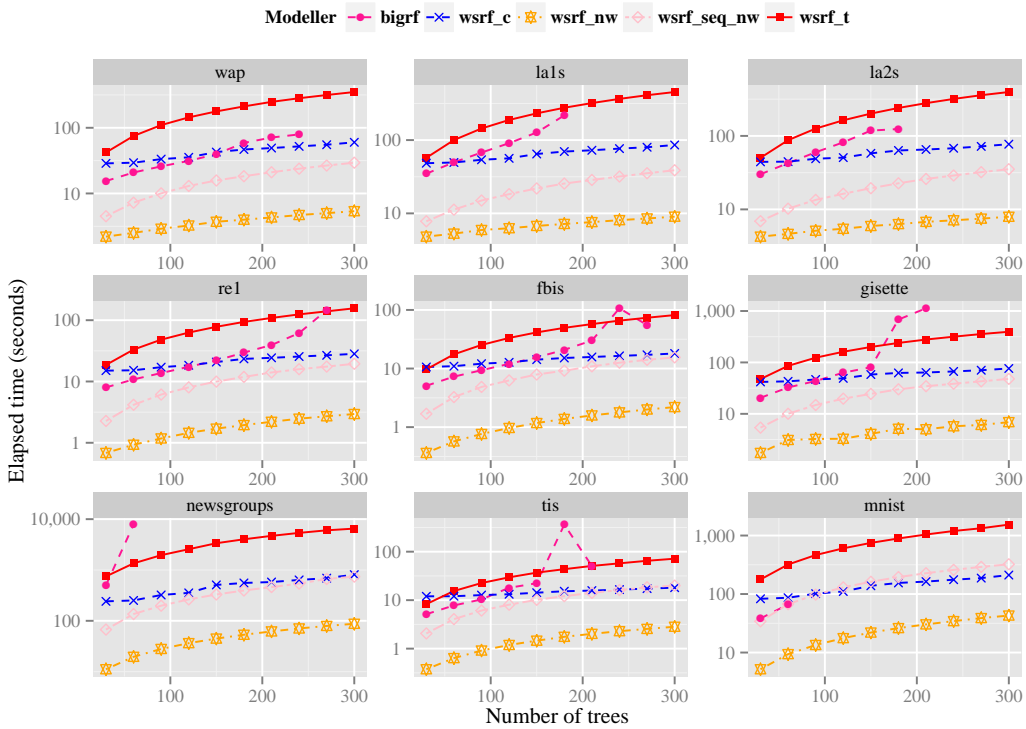 Modeller bigrf wsrf_c wsrf_nw wsrf_seq_nw wsrf_t
wap la1s la2s
100
10
100
10
100
10
100 200 300 100 200 300 100 200 300
re1 fbis gisette
100
10
1
100
10
1
1,000
100
10
100 200 300 100 200 300 100 200 300
newsgroups tis mnist
10,000
100
100
10
1
1,000
100
10
100 200 300 100 200 300 100 200 300
Number of trees
Elapsed time (seconds)